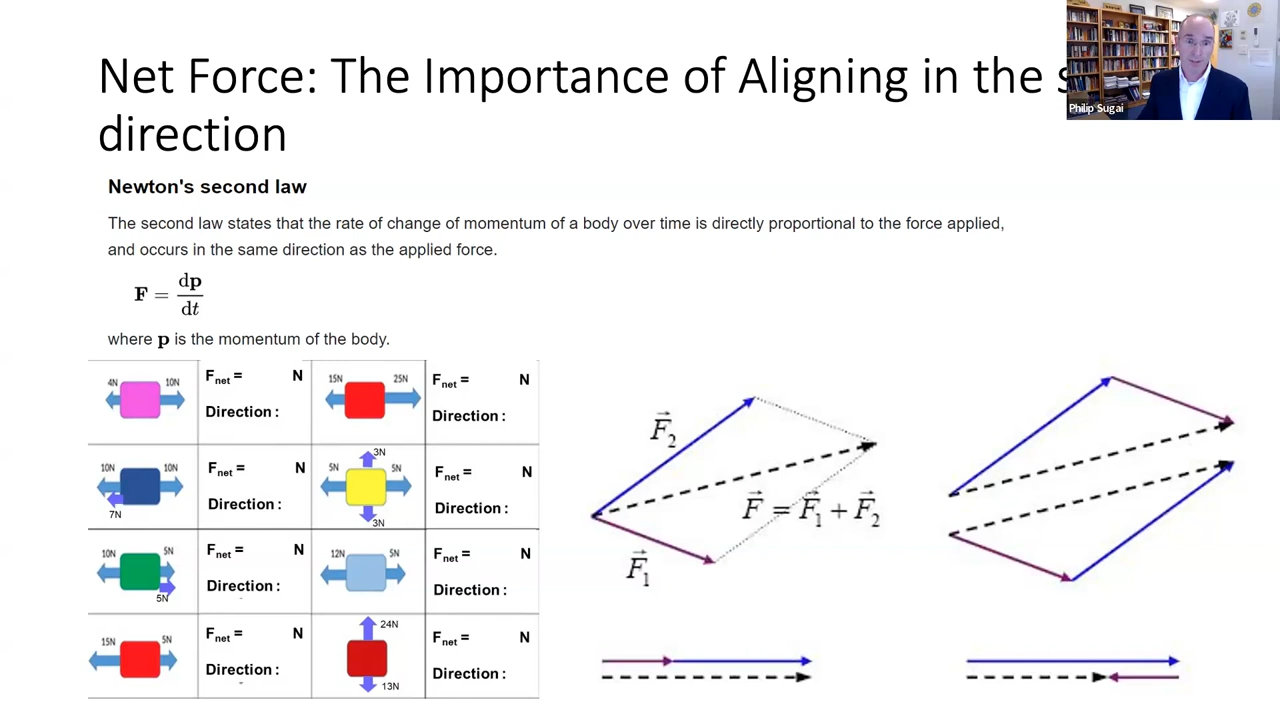 Net Force: The Importance of Aligning in the
direction
Philip Sugai
Newton's second law
The second law states that the rate of change of momentum of a body over time is directly proportional to the force applied,
and occurs in the same direction as the applied force.
F = dp/dt
where p is the momentum of the body.
4N 10N
Fnet = N
Direction :
15N 25N
Fnet = N
Direction :
10N 10N
7N
Fnet = N
Direction :
3N
5N 5N
3N
Fnet = N
Direction :
10N 5N
5N
Fnet = N
Direction :
12N 5N
Fnet = N
Direction :
15N 5N
Fnet = N
Direction :
24N
13N
Fnet = N
Direction :
F⃗₂
F⃗ = F⃗₁ + F⃗₂
F⃗₁